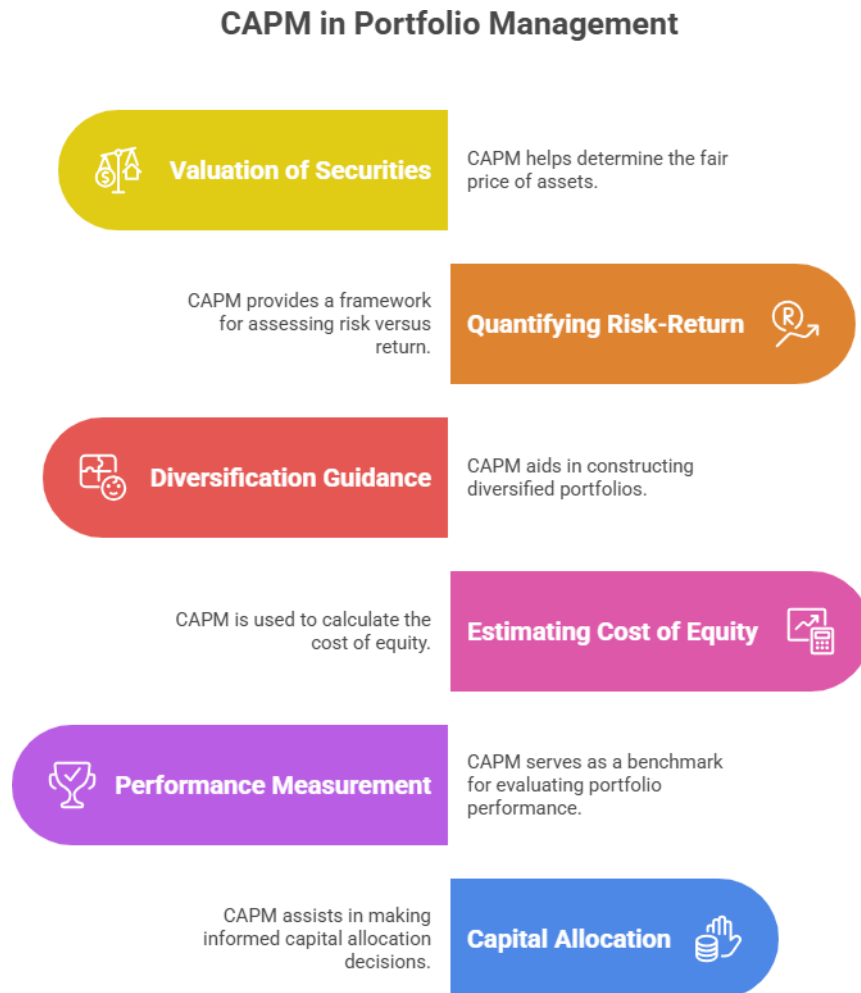 CAPM in Portfolio Management
Valuation of Securities
CAPM helps determine the fair
price of assets.
CAPM provides a framework
for assessing risk versus
return.
Quantifying Risk-Return
R
Diversification Guidance
CAPM aids in constructing
diversified portfolios.
CAPM is used to calculate the
cost of equity.
Estimating Cost of Equity
Performance Measurement
CAPM serves as a benchmark
for evaluating portfolio
performance.
CAPM assists in making
informed capital allocation
decisions.
Capital Allocation